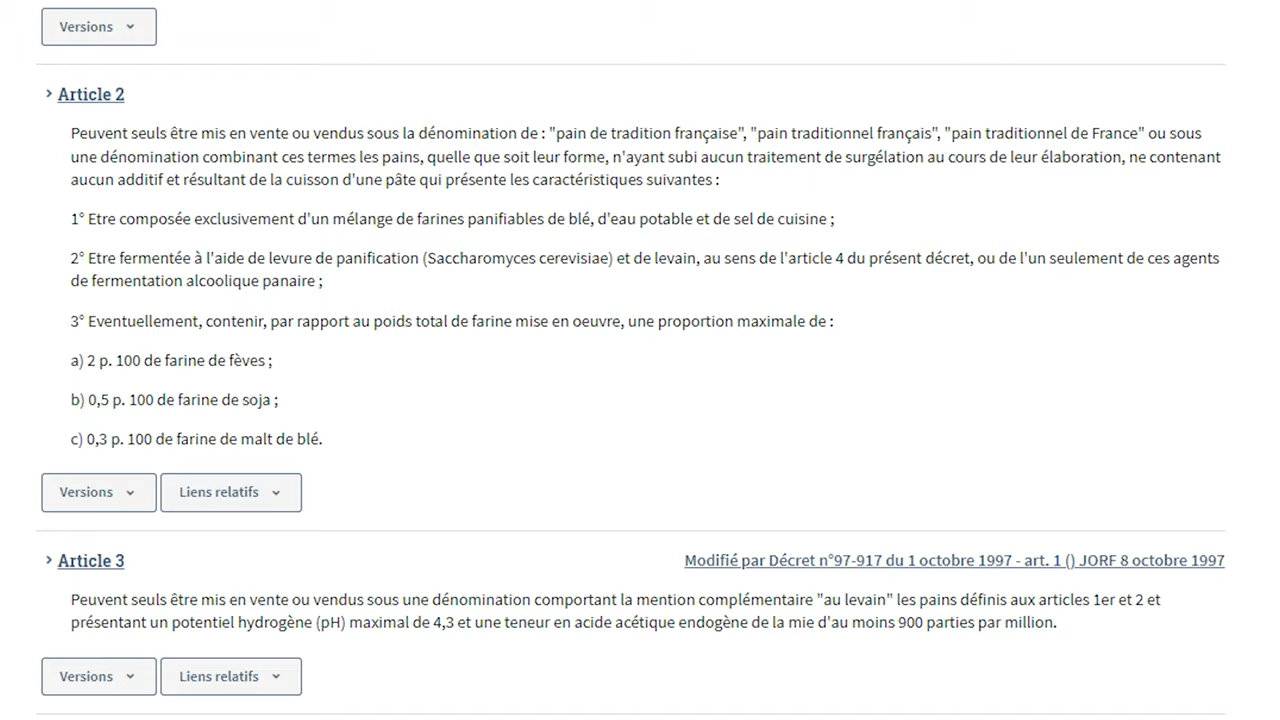 Versions
Article 2
Peuvent seuls être mis en vente ou vendus sous la dénomination de : "pain de tradition française", "pain traditionnel français", "pain traditionnel de France" ou sous
une dénomination combinant ces termes les pains, quelle que soit leur forme, n'ayant subi aucun traitement de surgélation au cours de leur élaboration, ne contenant
aucun additif et résultant de la cuisson d'une pâte qui présente les caractéristiques suivantes :
1° Etre composée exclusivement d'un mélange de farines panifiables de blé, d'eau potable et de sel de cuisine ;
2° Etre fermentée à l'aide de levure de panification (Saccharomyces cerevisiae) et de levain, au sens de l'article 4 du présent décret, ou de l'un seulement de ces agents
de fermentation alcoolique panaire ;
3° Eventuellement, contenir, par rapport au poids total de farine mise en oeuvre, une proportion maximale de :
a) 2 p. 100 de farine de fèves ;
b) 0,5 p. 100 de farine de soja ;
c) 0,3 p. 100 de farine de malt de blé.
Versions Liens relatifs
Article 3 Modifié par Décret n°97-917 du 1 octobre 1997 - art. 1 () JORF 8 octobre 1997
Peuvent seuls être mis en vente ou vendus sous une dénomination comportant la mention complémentaire "au levain" les pains définis aux articles 1er et 2 et
présentant un potentiel hydrogène (pH) maximal de 4,3 et une teneur en acide acétique endogène de la mie d'au moins 900 parties par million.
Versions Liens relatifs